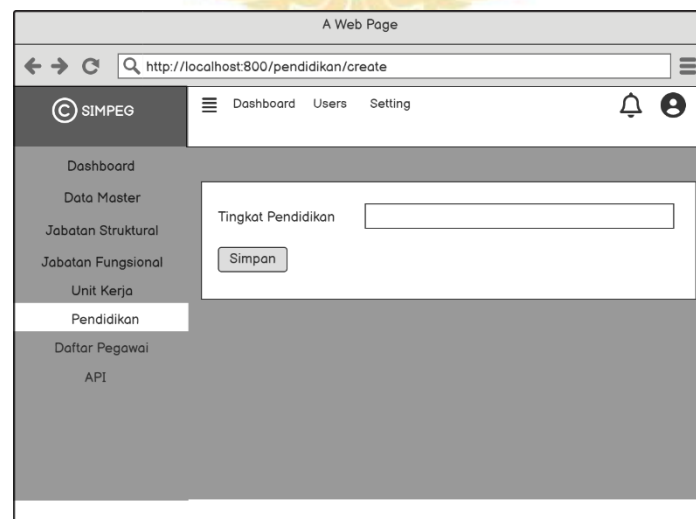 A Web Page
http://localhost:800/pendidikan/create
© SIMPEG
Dashboard Users Setting
Dashboard
Data Master
Jabatan Struktural
Jabatan Fungsional
Unit Kerja
Pendidikan
Daftar Pegawai
API
Tingkat Pendidikan
Simpan